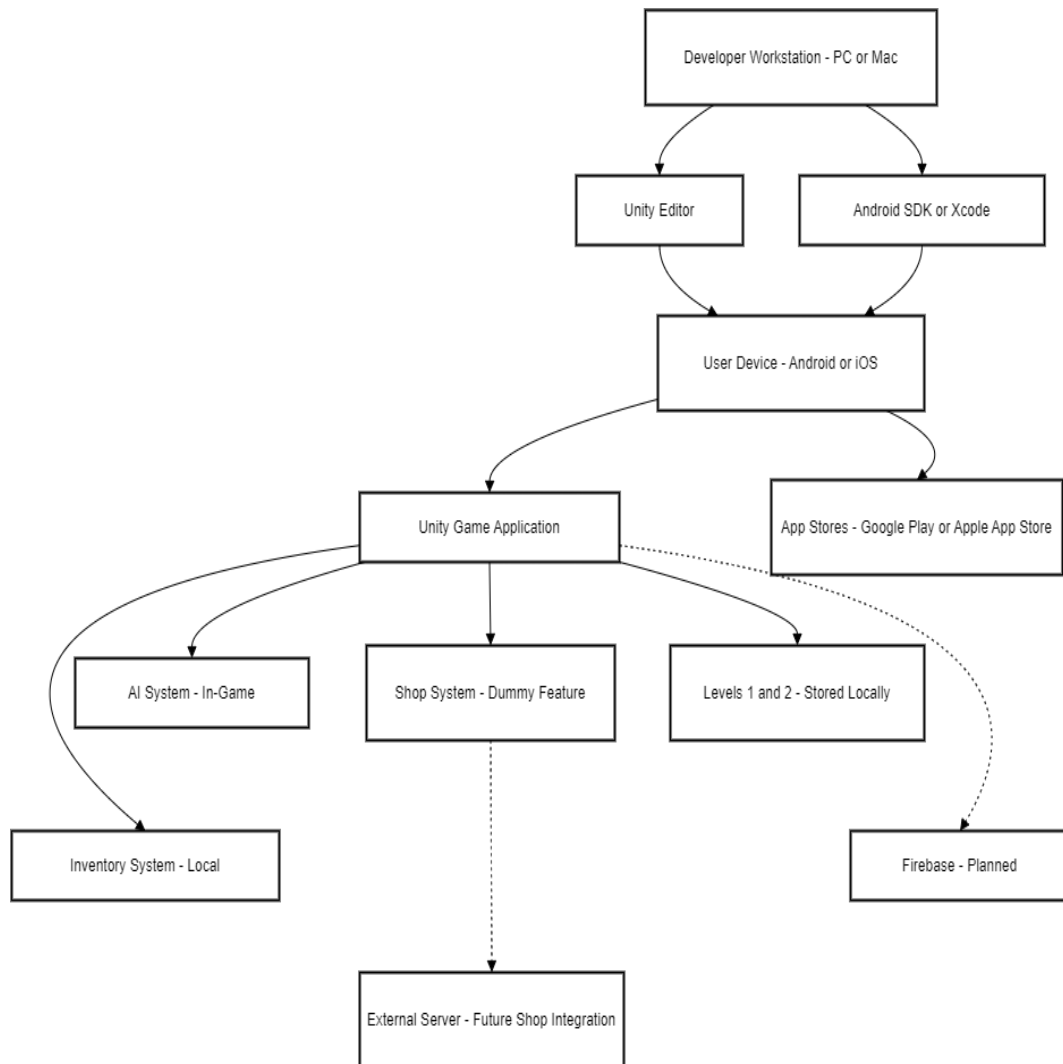 Developer Workstation - PC or Mac
Unity Editor
Android SDK or Xcode
User Device - Android or iOS
Unity Game Application
App Stores - Google Play or Apple App Store
AI System - In-Game
Shop System - Dummy Feature
Levels 1 and 2 - Stored Locally
Inventory System - Local
Firebase - Planned
External Server - Future Shop Integration